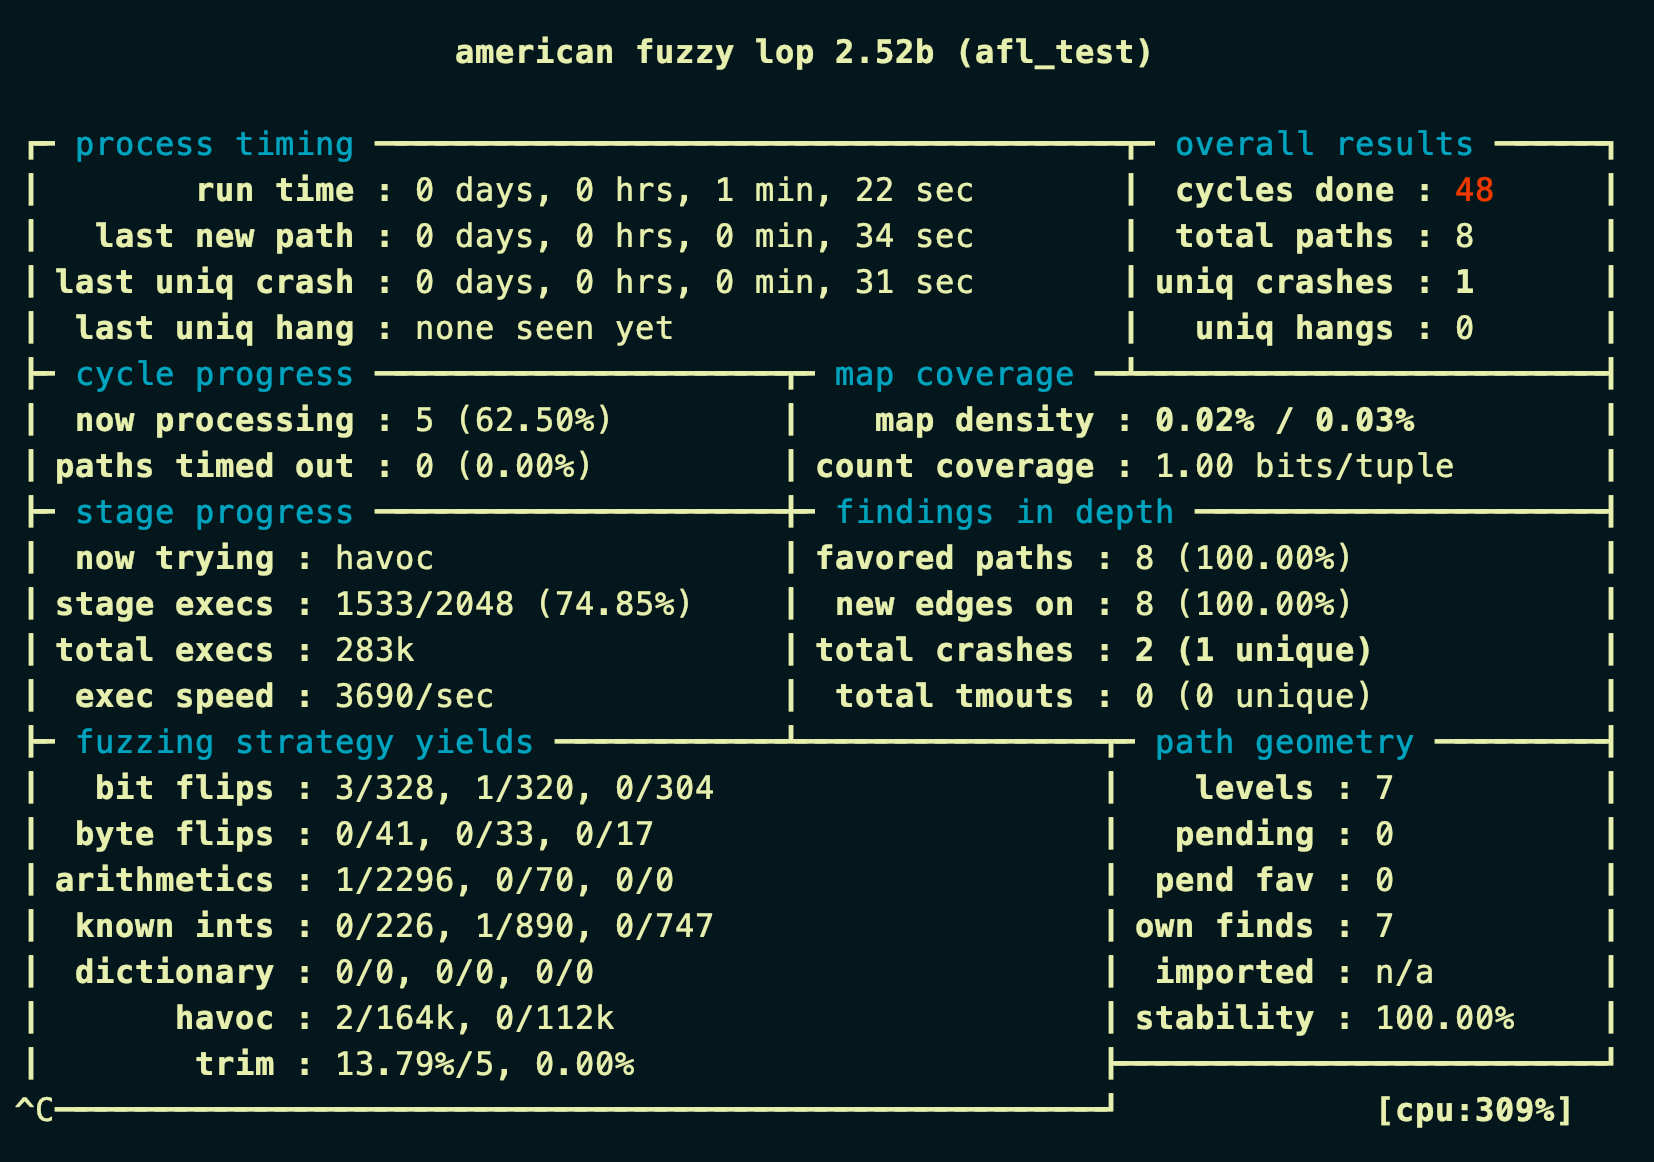 american fuzzy lop 2.52b (afl_test)
process timing overall results
run time : 0 days, 0 hrs, 1 min, 22 sec cycles done : 48
last new path : 0 days, 0 hrs, 0 min, 34 sec total paths : 8
last uniq crash : 0 days, 0 hrs, 0 min, 31 sec uniq crashes : 1
last uniq hang : none seen yet uniq hangs : 0
cycle progress map coverage
now processing : 5 (62.50%) map density : 0.02% / 0.03%
paths timed out : 0 (0.00%) count coverage : 1.00 bits/tuple
stage progress findings in depth
now trying : havoc favored paths : 8 (100.00%)
stage execs : 1533/2048 (74.85%) new edges on : 8 (100.00%)
total execs : 283k total crashes : 2 (1 unique)
exec speed : 3690/sec total tmouts : 0 (0 unique)
fuzzing strategy yields path geometry
bit flips : 3/328, 1/320, 0/304 levels : 7
byte flips : 0/41, 0/33, 0/17 pending : 0
arithmetics : 1/2296, 0/70, 0/0 pend fav : 0
known ints : 0/226, 1/890, 0/747 own finds : 7
dictionary : 0/0, 0/0, 0/0 imported : n/a
havoc : 2/164k, 0/112k stability : 100.00%
trim : 13.79%/5, 0.00%
^C [cpu:309%]